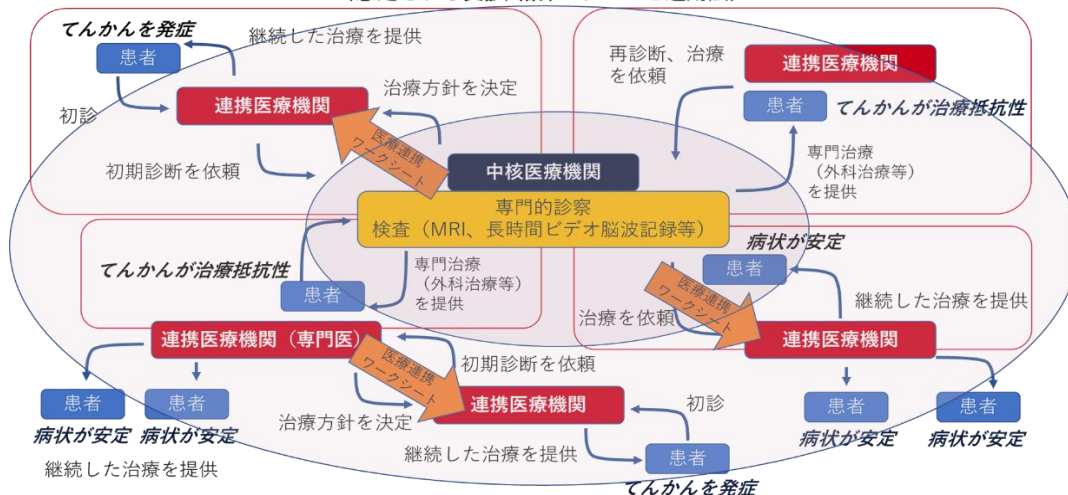 てんかんを発症
患者
継続した治療を提供
初診
連携医療機関
治療方針を決定
初期診断を依頼
医療連携
ワークシート
再診断、治療
を依頼
連携医療機関
患者
てんかんが治療抵抗性
専門治療
（外科治療等）
を提供
中核医療機関
専門的診察
検査（MRI、長時間ビデオ脳波記録等）
てんかんが治療抵抗性
患者
専門治療
（外科治療等）
を提供
病状が安定
患者
医療連携
ワークシート
治療を依頼
継続した治療を提供
連携医療機関
連携医療機関（専門医）
医療連携
ワークシート
初期診断を依頼
患者
患者
病状が安定
病状が安定
継続した治療を提供
治療方針を決定
連携医療機関
初診
継続した治療を提供
患者
てんかんを発症
患者
患者
病状が安定
病状が安定